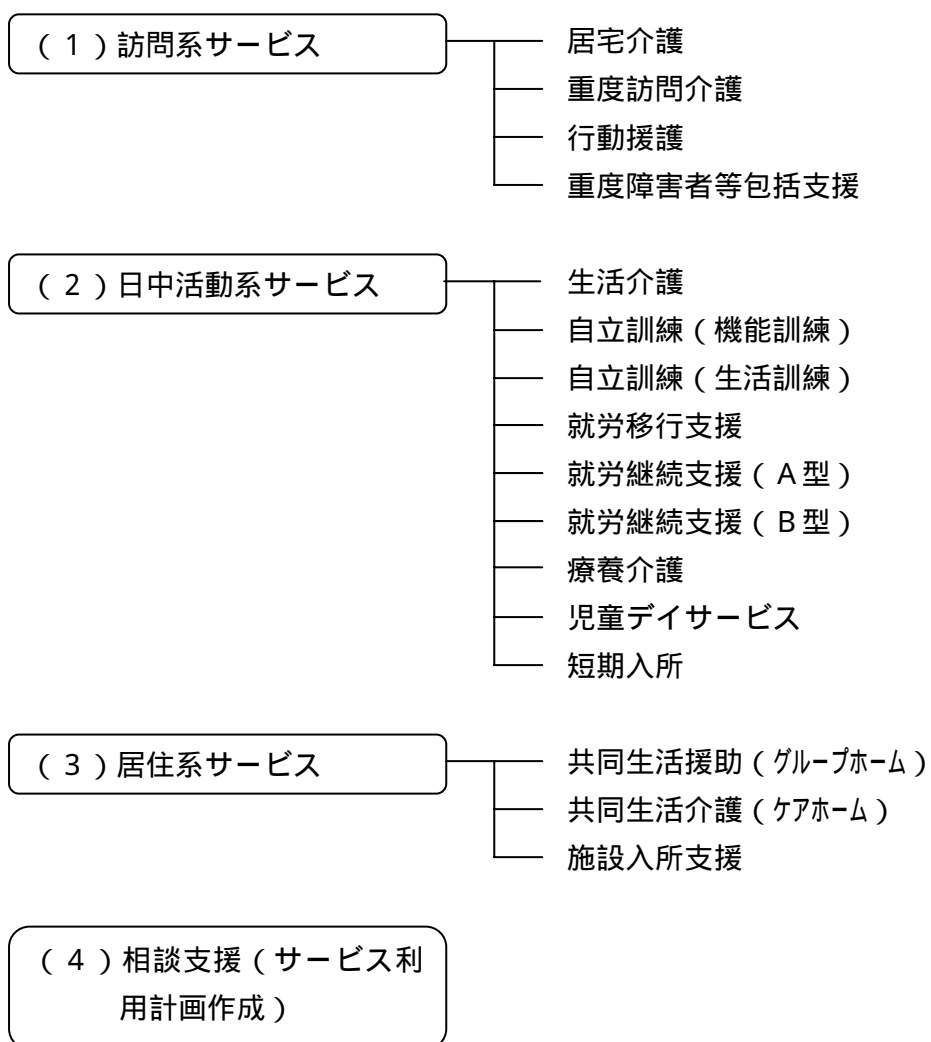 （１）訪問系サービス
居宅介護
重度訪問介護
行動援護
重度障害者等包括支援
（２）日中活動系サービス
生活介護
自立訓練（機能訓練）
自立訓練（生活訓練）
就労移行支援
就労継続支援（Ａ型）
就労継続支援（Ｂ型）
療養介護
児童デイサービス
短期入所
（３）居住系サービス
共同生活援助（ｸﾞﾙｰﾌﾟﾎｰﾑ）
共同生活介護（ｹｱﾎｰﾑ）
施設入所支援
（４）相談支援（サービス利
用計画作成）